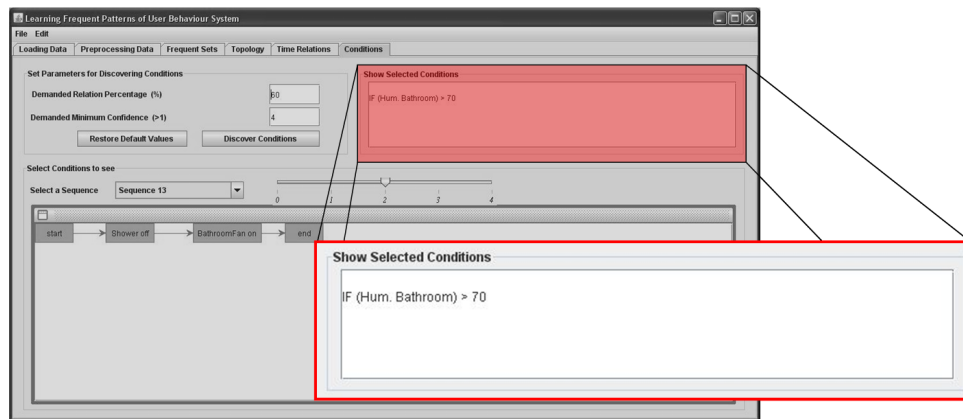 Learning Frequent Patterns of User Behaviour System
File Edit
Loading Data Preprocessing Data Frequent Sets Topology Time Relations Conditions
Set Parameters for Discovering Conditions
Demanded Relation Percentage (%) 60
Demanded Minimum Confidence (>1) 4
Restore Default Values Discover Conditions
Show Selected Conditions
IF (Hum. Bathroom) > 70
Select Conditions to see
Select a Sequence Sequence 13
0 1 2 3 4
start Shower off BathroomFan on end
Show Selected Conditions
IF (Hum. Bathroom) > 70